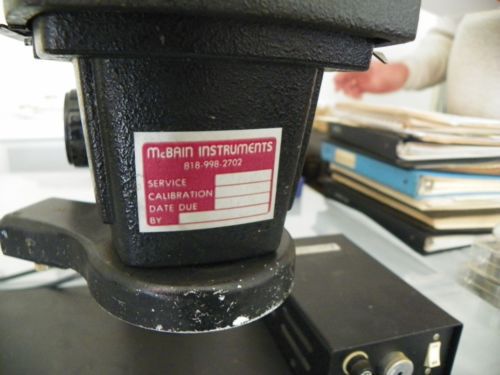 McBAIN INSTRUMENTS
818-998-2702
SERVICE
CALIBRATION
DATE DUE
BY